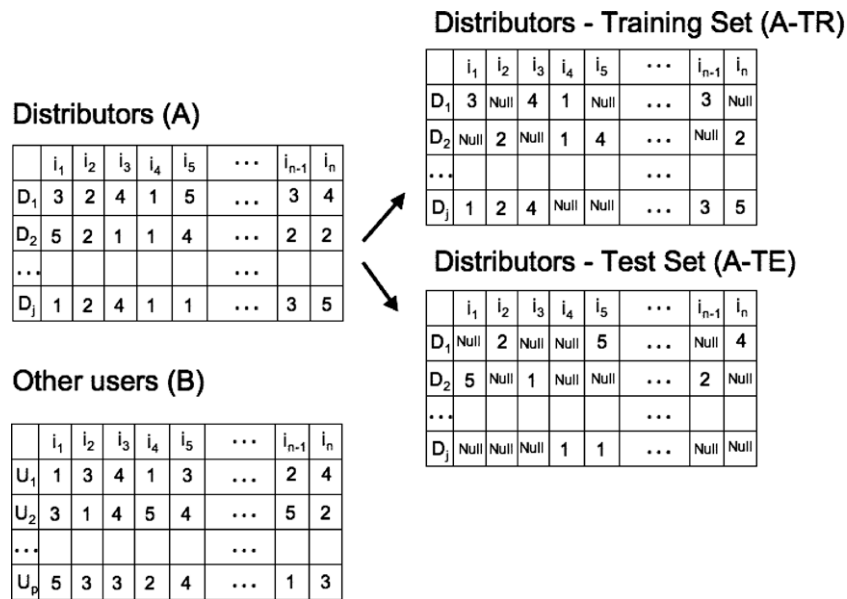 Distributors (A)
i1 i2 i3 i4 i5 ... in-1 in
D1 3 2 4 1 5 ... 3 4
D2 5 2 1 1 4 ... 2 2
... ...
Dj 1 2 4 1 1 ... 3 5
Other users (B)
i1 i2 i3 i4 i5 ... in-1 in
U1 1 3 4 1 3 ... 2 4
U2 3 1 4 5 4 ... 5 2
... ...
Up 5 3 3 2 4 ... 1 3
Distributors - Training Set (A-TR)
i1 i2 i3 i4 i5 ... in-1 in
D1 3 Null 4 1 Null ... 3 Null
D2 Null 2 Null 1 4 ... Null 2
... ...
Dj 1 2 4 Null Null ... 3 5
Distributors - Test Set (A-TE)
i1 i2 i3 i4 i5 ... in-1 in
D1 Null 2 Null Null 5 ... Null 4
D2 5 Null 1 Null Null ... 2 Null
... ...
Dj Null Null Null 1 1 ... Null Null